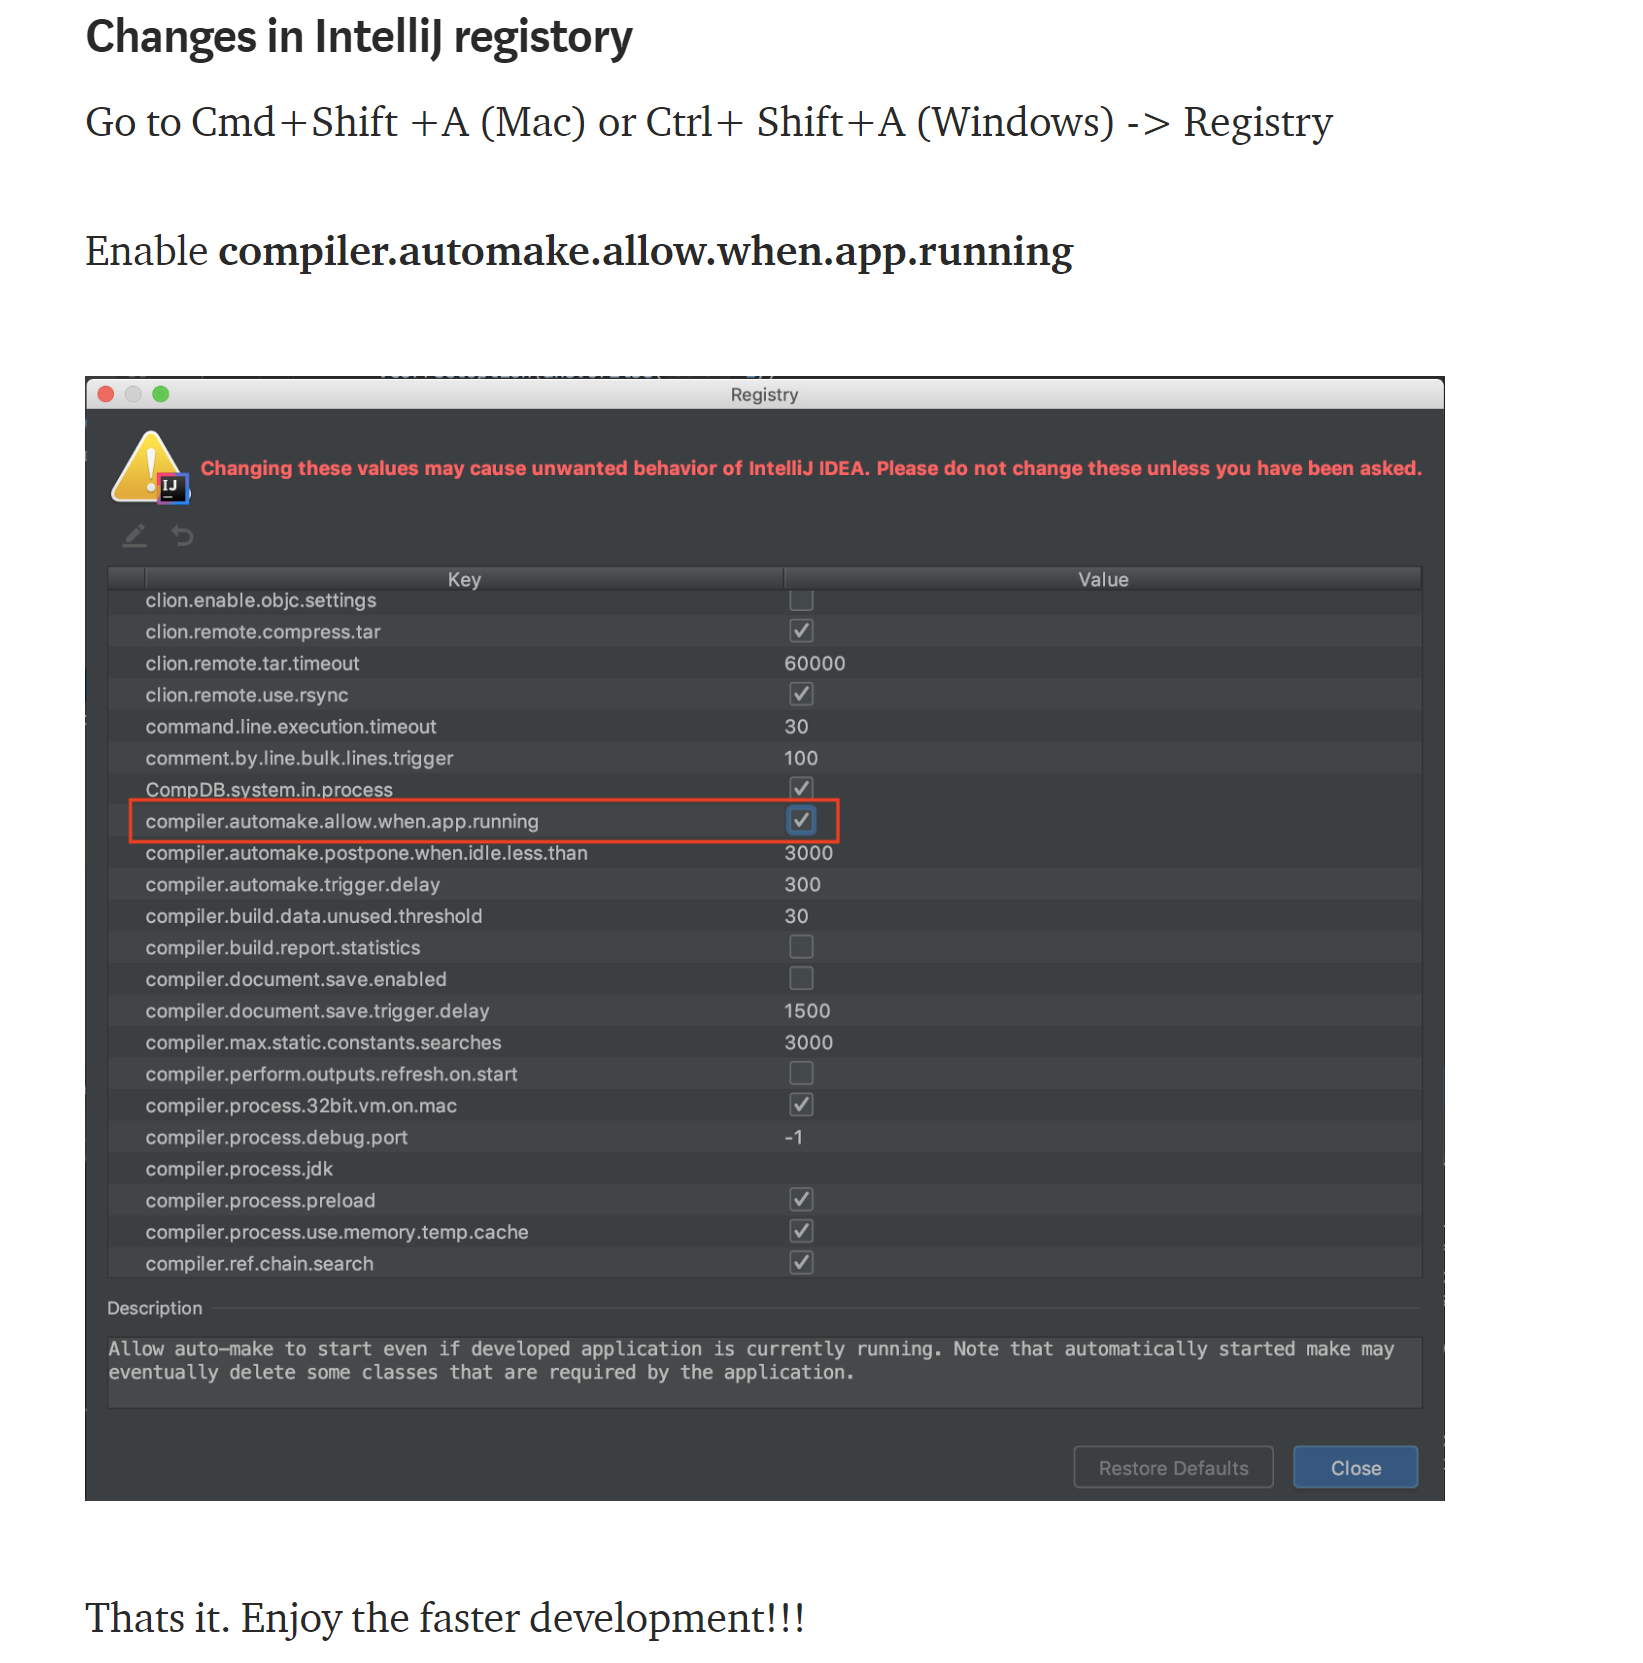 Changes in IntelliJ registory
Go to Cmd+Shift +A (Mac) or Ctrl+ Shift+A (Windows) -> Registry
Enable compiler.automake.allow.when.app.running
Registry
Changing these values may cause unwanted behavior of IntelliJ IDEA. Please do not change these unless you have been asked.
IJ
Key Value
clion.enable.objc.settings
clion.remote.compress.tar
clion.remote.tar.timeout 60000
clion.remote.use.rsync
command.line.execution.timeout 30
comment.by.line.bulk.lines.trigger 100
CompDB.system.in.process
compiler.automake.allow.when.app.running
compiler.automake.postpone.when.idle.less.than 3000
compiler.automake.trigger.delay 300
compiler.build.data.unused.threshold 30
compiler.build.report.statistics
compiler.document.save.enabled
compiler.document.save.trigger.delay 1500
compiler.max.static.constants.searches 3000
compiler.perform.outputs.refresh.on.start
compiler.process.32bit.vm.on.mac
compiler.process.debug.port -1
compiler.process.jdk
compiler.process.preload
compiler.process.use.memory.temp.cache
compiler.ref.chain.search
Description
Allow auto-make to start even if developed application is currently running. Note that automatically started make may
eventually delete some classes that are required by the application.
Restore Defaults Close
Thats it. Enjoy the faster development!!!